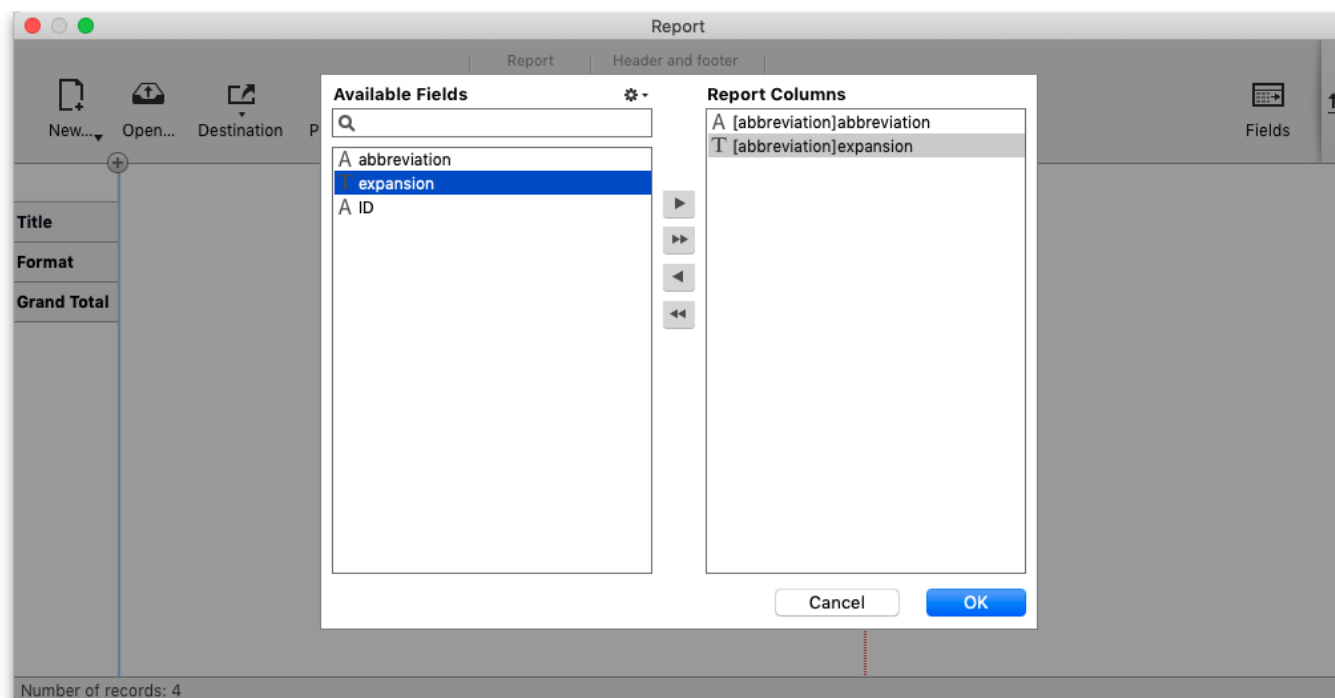 Report
Report Header and footer
New... Open... Destination P
Fields
Available Fields
abbreviation
expansion
ID
Report Columns
[abbreviation]abbreviation
[abbreviation]expansion
Title
Format
Grand Total
Cancel OK
Number of records: 4